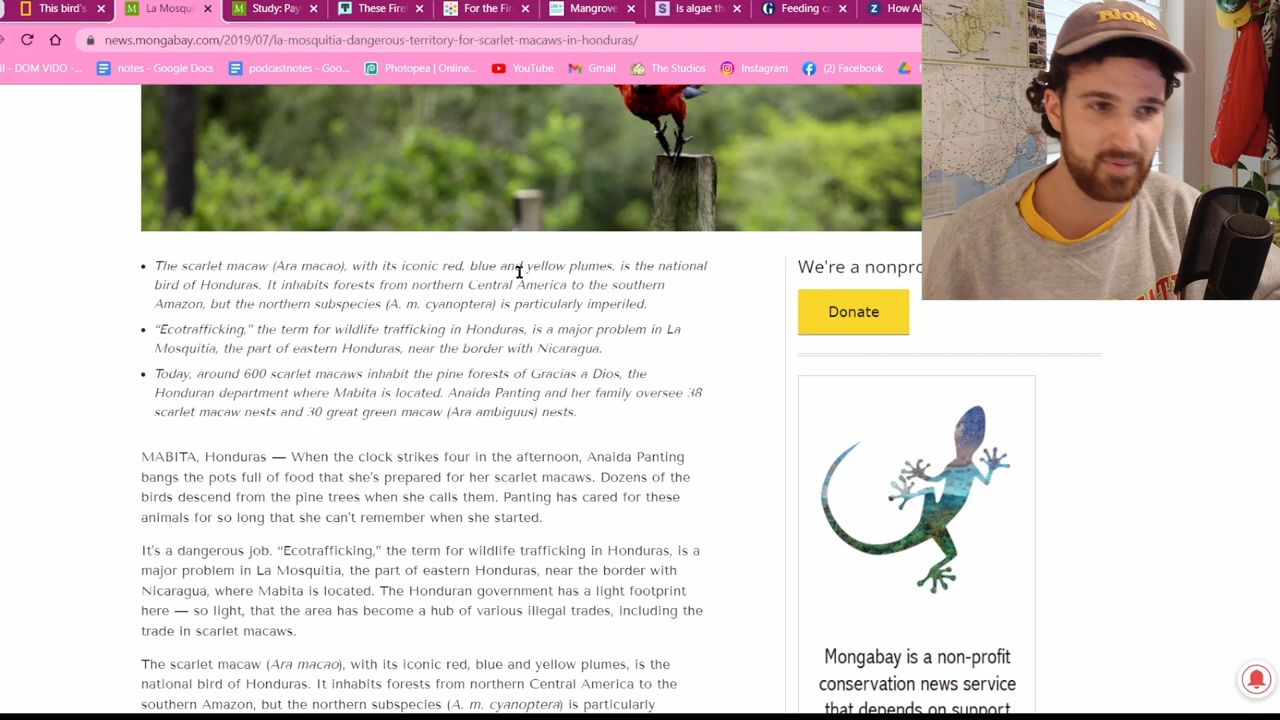 This bird's
La Mosqui
Study: Pay
These Firel
For the Fir
Mangrove
Is algae th
Feeding co
How Al
news.mongabay.com/2019/07/la-mosquitia-dangerous-territory-for-scarlet-macaws-in-honduras/
il - DOM VIDO -...
notes - Google Docs
podcastnotes - Goo...
Photopea | Online...
YouTube
Gmail
The Studios
Instagram
(2) Facebook
• The scarlet macaw (Ara macao), with its iconic red, blue and yellow plumes, is the national
bird of Honduras. It inhabits forests from northern Central America to the southern
Amazon, but the northern subspecies (A. m. cyanoptera) is particularly imperiled.
• “Ecotrafficking,” the term for wildlife trafficking in Honduras, is a major problem in La
Mosquitia, the part of eastern Honduras, near the border with Nicaragua.
• Today, around 600 scarlet macaws inhabit the pine forests of Gracias a Dios, the
Honduran department where Mabita is located. Anaida Panting and her family oversee 38
scarlet macaw nests and 30 great green macaw (Ara ambiguus) nests.
MABITA, Honduras — When the clock strikes four in the afternoon, Anaida Panting
bangs the pots full of food that she’s prepared for her scarlet macaws. Dozens of the
birds descend from the pine trees when she calls them. Panting has cared for these
animals for so long that she can’t remember when she started.
It’s a dangerous job. “Ecotrafficking,” the term for wildlife trafficking in Honduras, is a
major problem in La Mosquitia, the part of eastern Honduras, near the border with
Nicaragua, where Mabita is located. The Honduran government has a light footprint
here — so light, that the area has become a hub of various illegal trades, including the
trade in scarlet macaws.
The scarlet macaw (Ara macao), with its iconic red, blue and yellow plumes, is the
national bird of Honduras. It inhabits forests from northern Central America to the
southern Amazon, but the northern subspecies (A. m. cyanoptera) is particularly
We're a nonpro
Donate
Mongabay is a non-profit
conservation news service
that depends on support